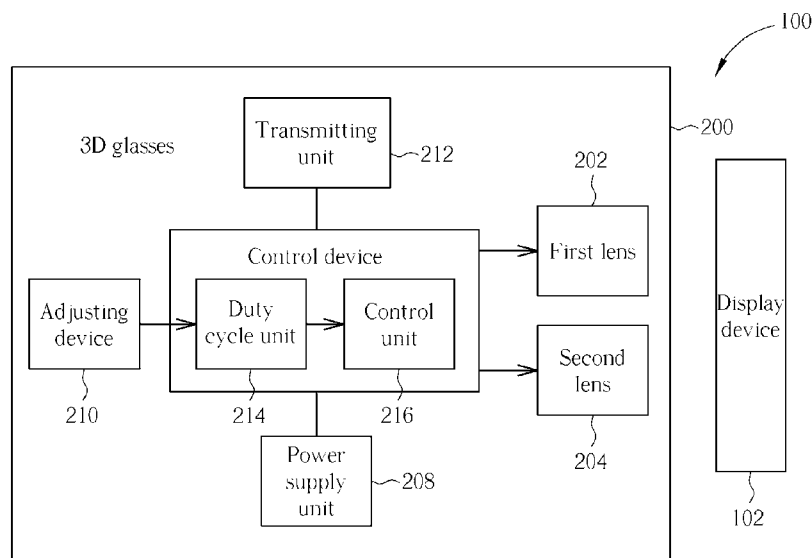 100
3D glasses
Transmitting
unit
212
200
202
First lens
Control device
Adjusting
device
210
Duty
cycle unit
214
Control
unit
216
Second
lens
204
Display
device
102
Power
supply
unit
208